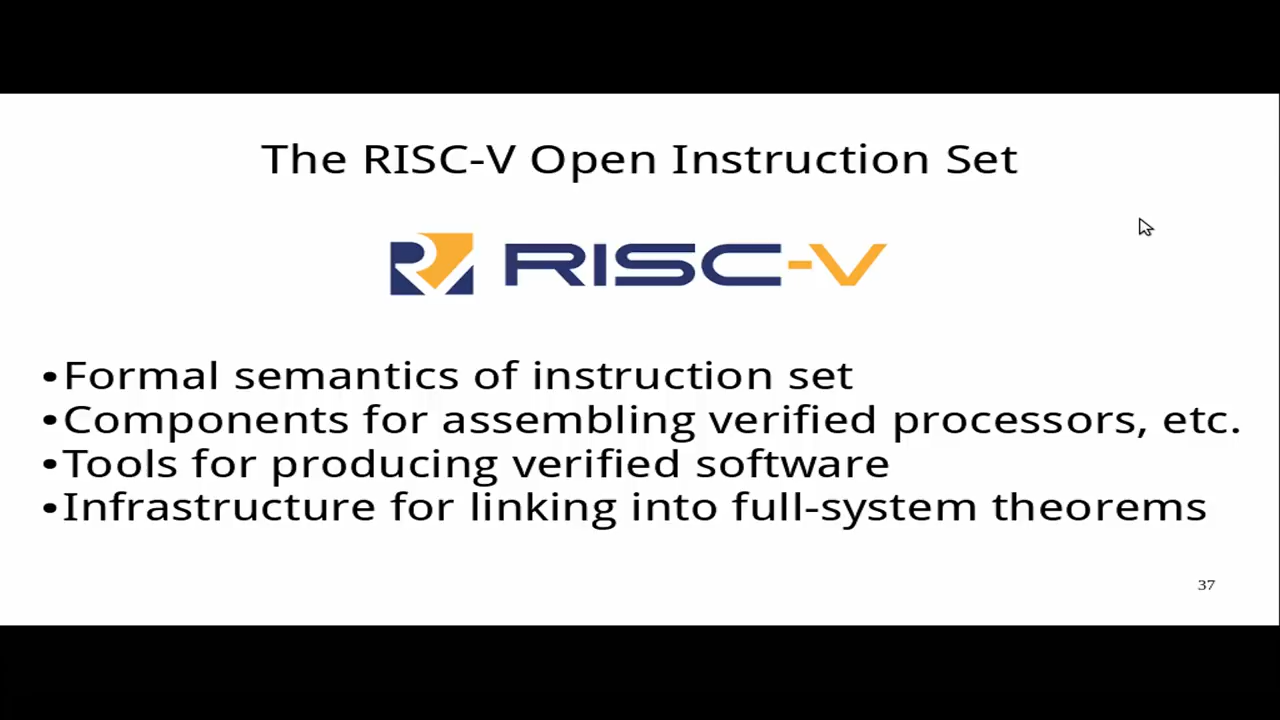 The RISC-V Open Instruction Set
RISC-V
•Formal semantics of instruction set
•Components for assembling verified processors, etc.
•Tools for producing verified software
•Infrastructure for linking into full-system theorems
37